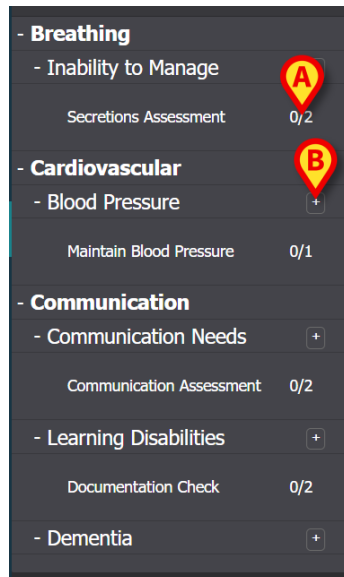 - Breathing
- Inability to Manage
A
Secretions Assessment 0/2
- Cardiovascular
B
- Blood Pressure +
Maintain Blood Pressure 0/1
- Communication
- Communication Needs +
Communication Assessment 0/2
- Learning Disabilities +
Documentation Check 0/2
- Dementia +